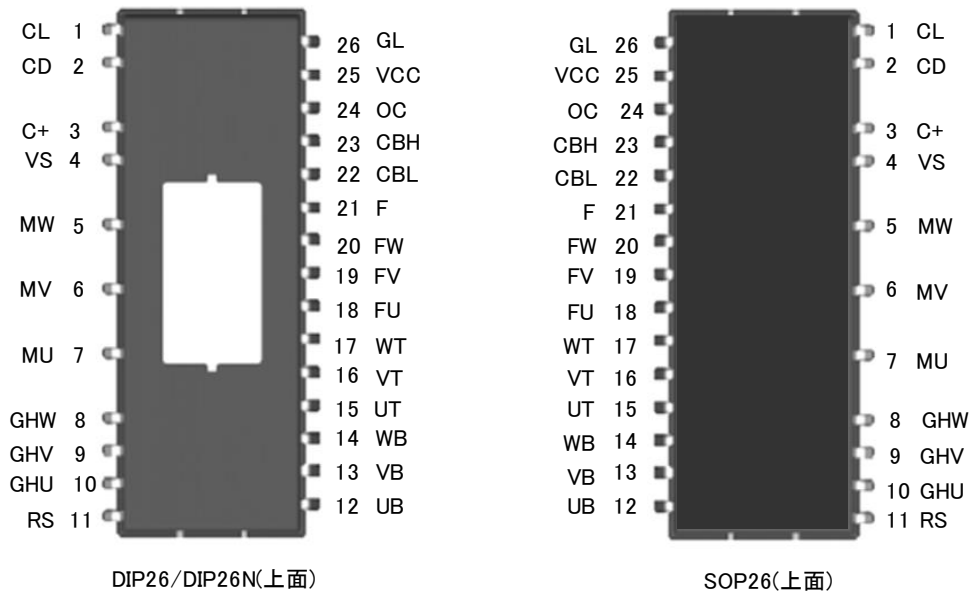 CL 1
CD 2
C+ 3
VS 4
MW 5
MV 6
MU 7
GHW 8
GHV 9
GHU 10
RS 11
26 GL
25 VCC
24 OC
23 CBH
22 CBL
21 F
20 FW
19 FV
18 FU
17 WT
16 VT
15 UT
14 WB
13 VB
12 UB
DIP26/DIP26N(上面)
GL 26
VCC 25
OC 24
CBH 23
CBL 22
F 21
FW 20
FV 19
FU 18
WT 17
VT 16
UT 15
WB 14
VB 13
UB 12
1 CL
2 CD
3 C+
4 VS
5 MW
6 MV
7 MU
8 GHW
9 GHV
10 GHU
11 RS
SOP26(上面)